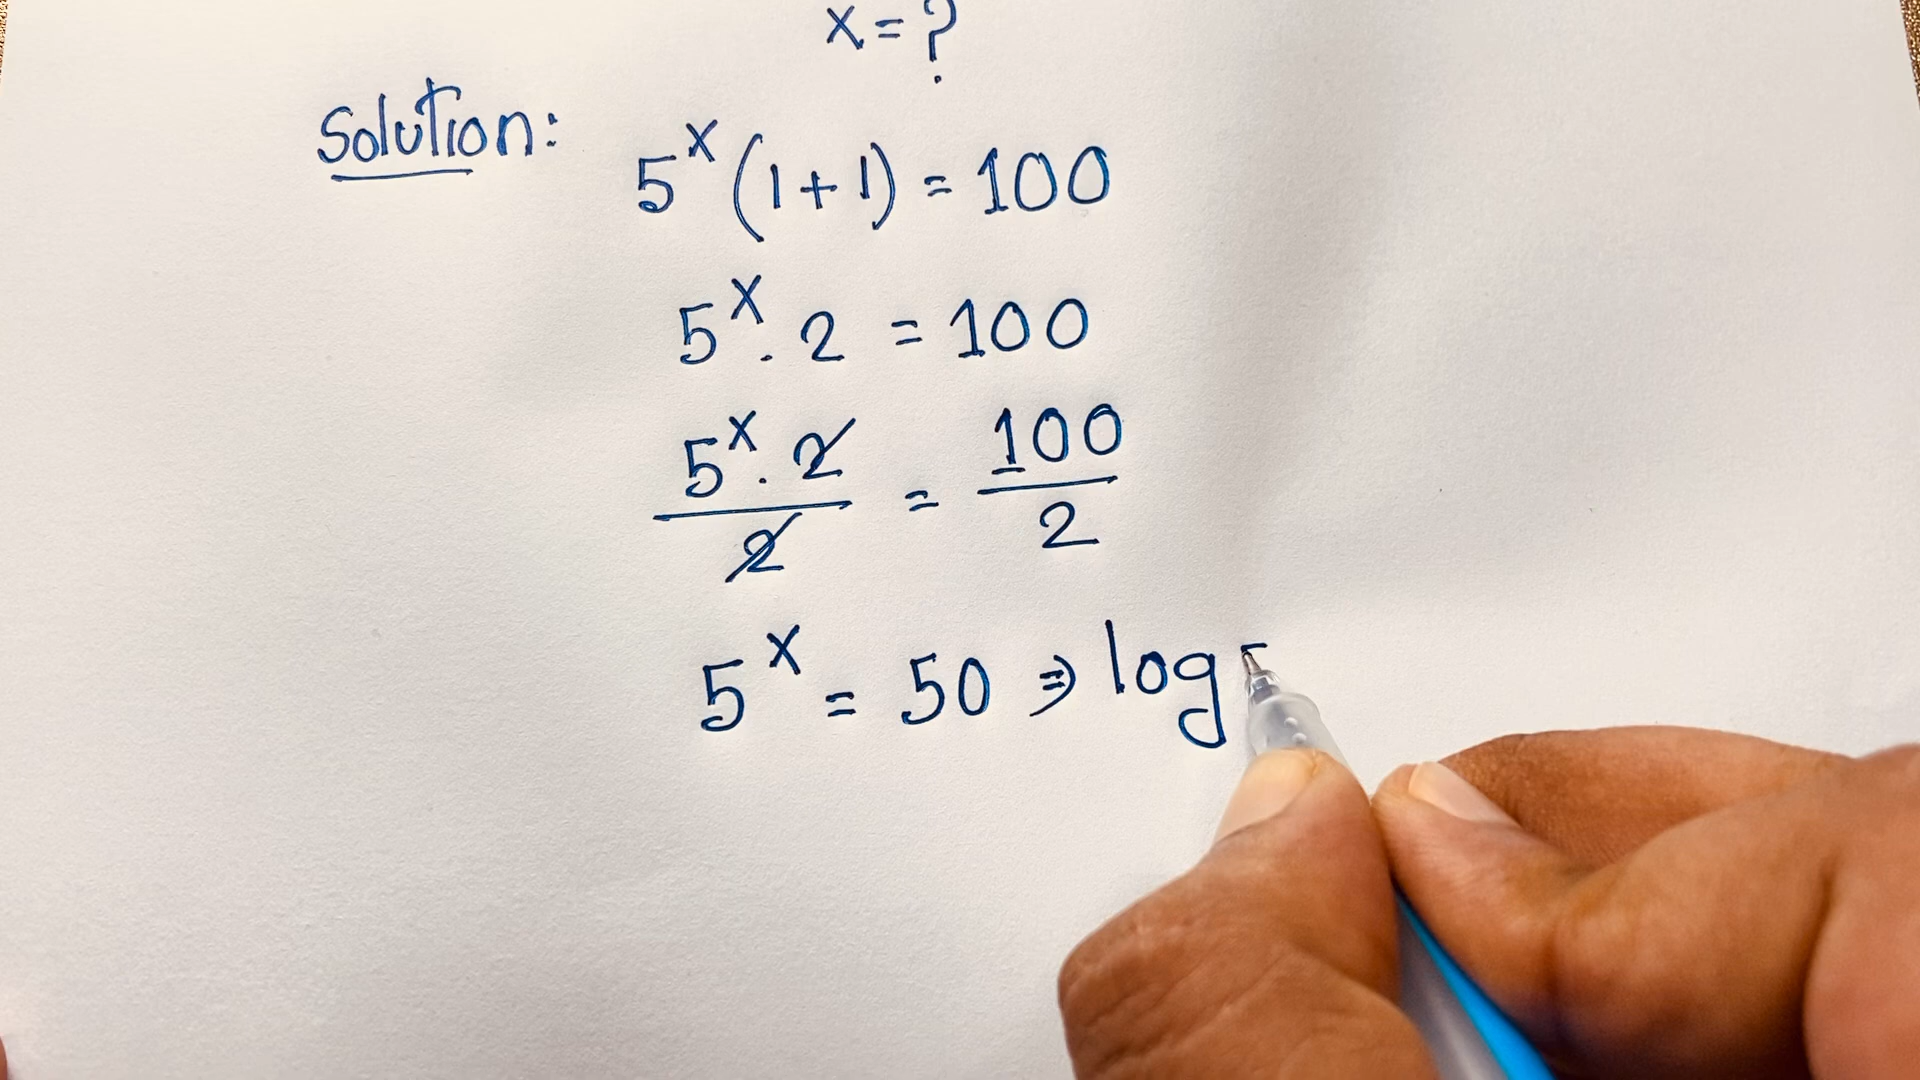 x = ?
Solution:
5^x (1 + 1) = 100
5^x . 2 = 100
5^x . 2 / 2 = 100 / 2
5^x = 50 ⇒ log